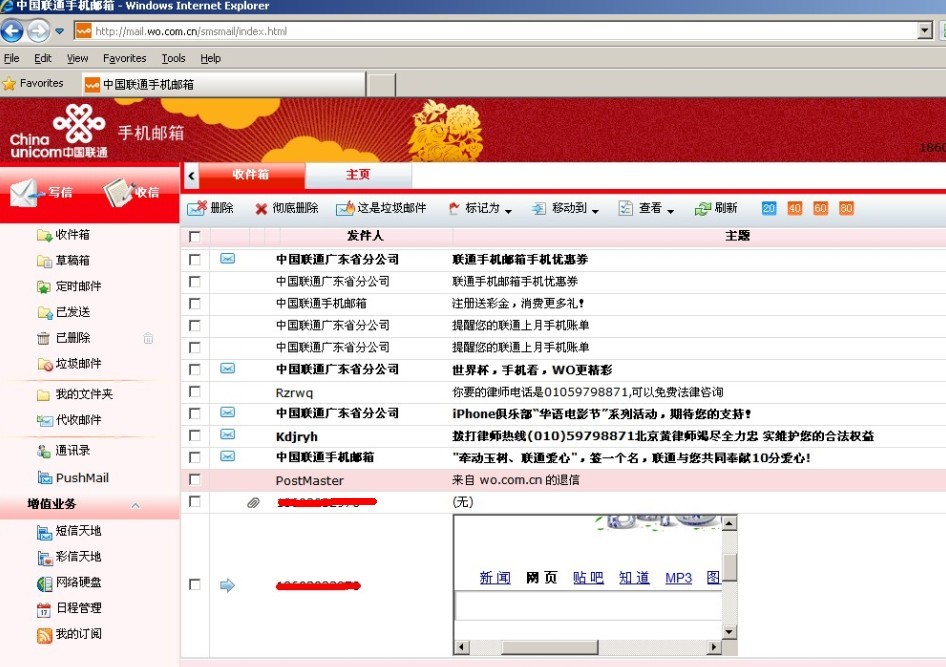 中国联通手机邮箱 - Windows Internet Explorer
http://mail.wo.com.cn/smsmail/index.html
File Edit View Favorites Tools Help
Favorites 中国联通手机邮箱
China unicom中国联通 手机邮箱
1860
写信 收信
收件箱 主页
删除 彻底删除 这是垃圾邮件 标记为 移动到 查看 刷新 20 40 60 80
发件人 主题
收件箱
草稿箱
定时邮件
已发送
已删除
垃圾邮件
我的文件夹
代收邮件
通讯录
PushMail
增值业务
短信天地
彩信天地
网络硬盘
17 日程管理
我的订阅
中国联通广东省分公司 联通手机邮箱手机优惠券
中国联通广东省分公司 联通手机邮箱手机优惠券
中国联通手机邮箱 注册送彩金，消费更多礼！
中国联通广东省分公司 提醒您的联通上月手机账单
中国联通广东省分公司 提醒您的联通上月手机账单
中国联通广东省分公司 世界杯，手机看，WO更精彩
Rzrwq 你要的律师电话是01059798871,可以免费法律咨询
中国联通广东省分公司 iPhone俱乐部“华语电影节”系列活动，期待您的支持！
Kdjryh 拨打律师热线(010)59798871北京黄律师竭尽全力忠 实维护您的合法权益
中国联通手机邮箱 "牵动玉树、联通爱心"，签一个名，联通与您共同奉献10分爱心！
PostMaster 来自 wo.com.cn 的退信
(无)
新闻 网页 贴吧 知道 MP3 图